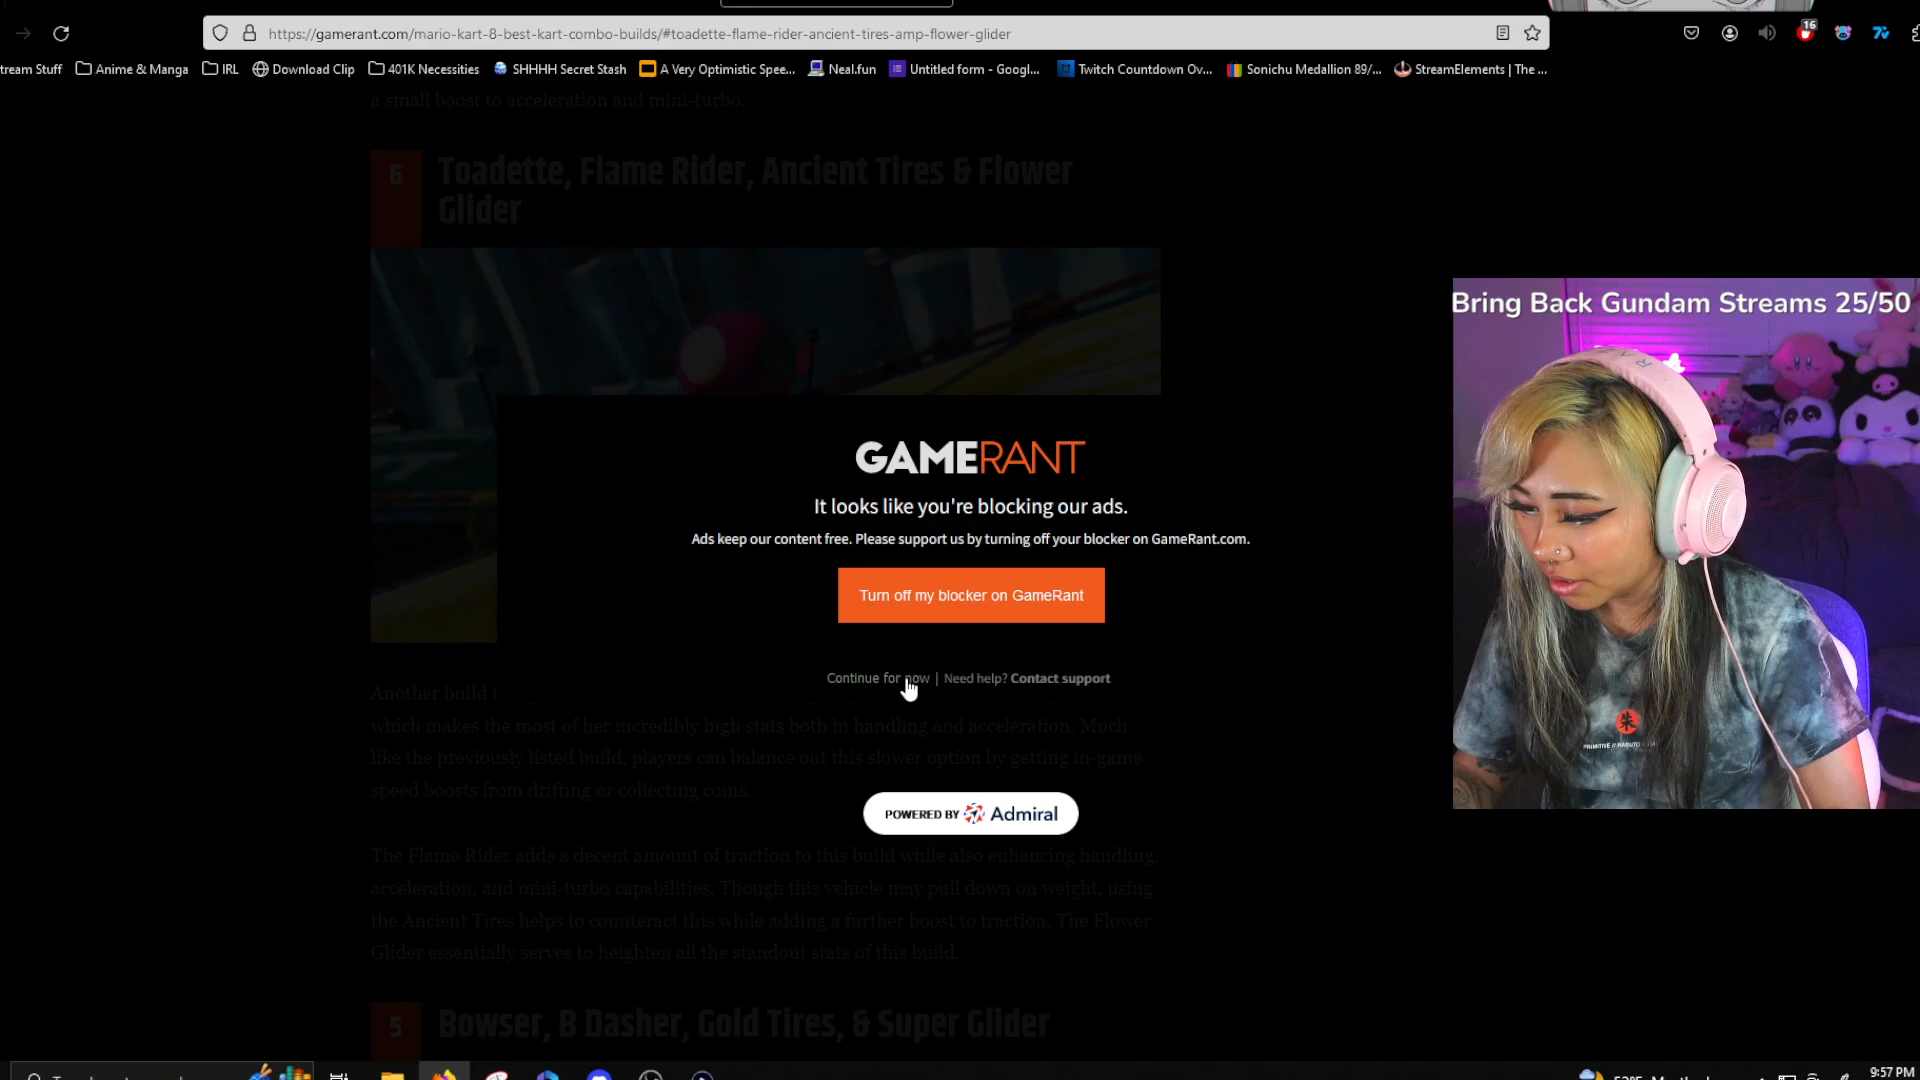 https://gamerant.com/mario-kart-8-best-kart-combo-builds/#toadette-flame-rider-ancient-tires-amp-flower-glider
16
tream Stuff
Anime & Manga
IRL
Download Clip
401K Necessities
SHHHH Secret Stash
A Very Optimistic Spee...
Neal.fun
Untitled form - Googl...
Twitch Countdown Ov...
Sonichu Medallion 89/...
StreamElements | The ...
a small boost to acceleration and mini-turbo.
6
Toadette, Flame Rider, Ancient Tires & Flower
Glider
Bring Back Gundam Streams 25/50
GAMERANT
It looks like you're blocking our ads.
Ads keep our content free. Please support us by turning off your blocker on GameRant.com.
Turn off my blocker on GameRant
Continue for now | Need help? Contact support
Another build
which makes the most of her incredibly high stats both in handling and acceleration. Much
like the previously listed build, players can balance out this slower option by getting in-game
speed boosts from drifting or collecting coins.
POWERED BY Admiral
The Flame Rider adds a decent amount of traction to this build while also enhancing handling,
acceleration, and mini-turbo capabilities. Though this vehicle may pull down on weight, using
the Ancient Tires helps to counteract this while adding a further boost to traction. The Flower
Glider essentially serves to heighten all the standout stats of this build.
5
Bowser, B Dasher, Gold Tires, & Super Glider
9:57 PM